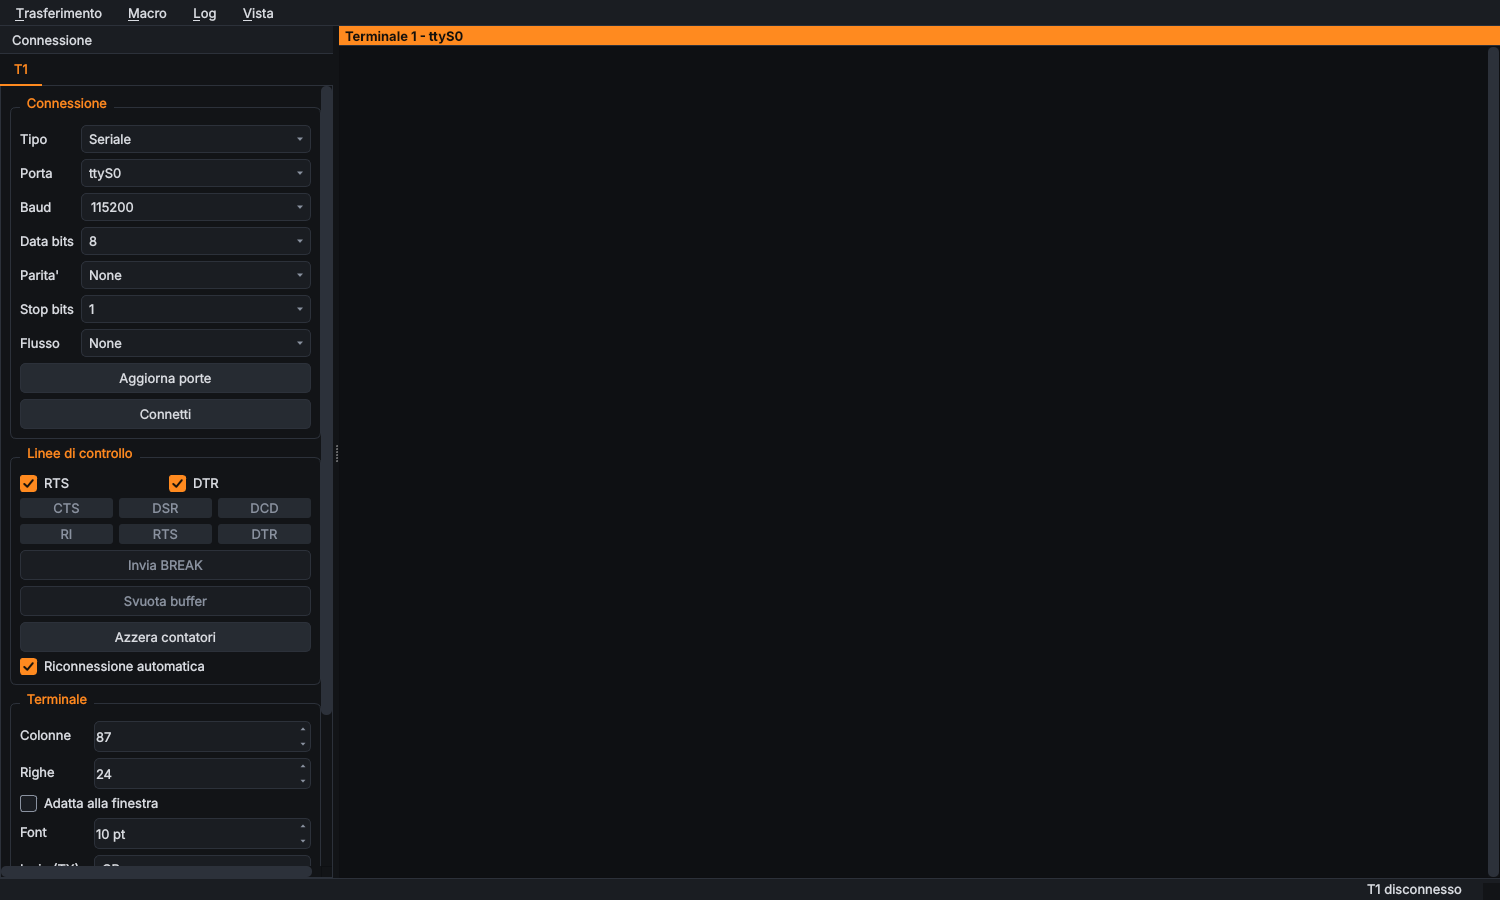 Trasferimento Macro Log Vista
Connessione
Terminale 1 - ttyS0
T1
Connessione
Tipo Seriale
Porta ttyS0
Baud 115200
Data bits 8
Parita' None
Stop bits 1
Flusso None
Aggiorna porte
Connetti
Linee di controllo
RTS DTR
CTS DSR DCD
RI RTS DTR
Invia BREAK
Svuota buffer
Azzera contatori
Riconnessione automatica
Terminale
Colonne 87
Righe 24
Adatta alla finestra
Font 10 pt
T1 disconnesso